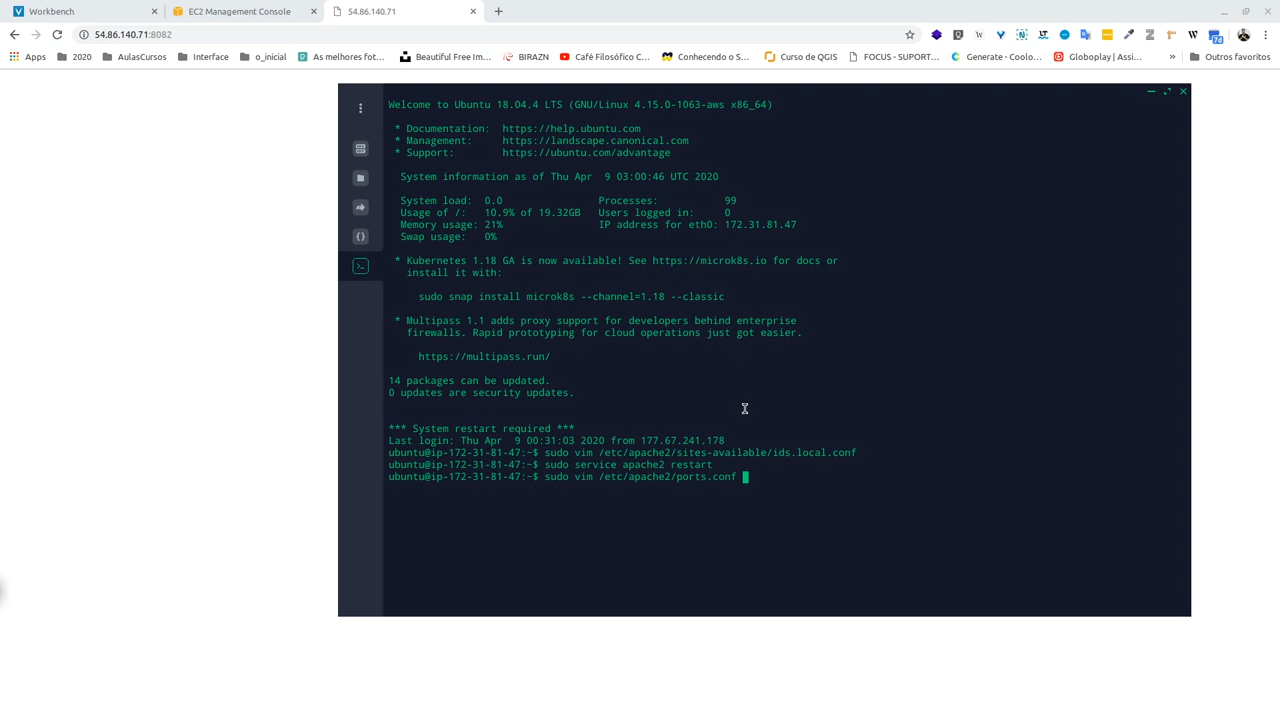 Workbench
EC2 Management Console
54.86.140.71
54.86.140.71:8082
Apps
2020
AulasCursos
Interface
o_inicial
As melhores fot...
Beautiful Free Im...
BIRAZN
Café Filosófico C...
Conhecendo o S...
Curso de QGIS
FOCUS - SUPORT...
Generate - Coolo...
Globoplay | Assi...
Outros favoritos
Welcome to Ubuntu 18.04.4 LTS (GNU/Linux 4.15.0-1063-aws x86_64)
* Documentation: https://help.ubuntu.com
* Management: https://landscape.canonical.com
* Support: https://ubuntu.com/advantage
System information as of Thu Apr 9 03:00:46 UTC 2020
System load: 0.0 Processes: 99
Usage of /: 10.9% of 19.32GB Users logged in: 0
Memory usage: 21% IP address for eth0: 172.31.81.47
Swap usage: 0%
* Kubernetes 1.18 GA is now available! See https://microk8s.io for docs or
install it with:
sudo snap install microk8s --channel=1.18 --classic
* Multipass 1.1 adds proxy support for developers behind enterprise
firewalls. Rapid prototyping for cloud operations just got easier.
https://multipass.run/
14 packages can be updated.
0 updates are security updates.
*** System restart required ***
Last login: Thu Apr 9 00:31:03 2020 from 177.67.241.178
ubuntu@ip-172-31-81-47:~$ sudo vim /etc/apache2/sites-available/ids.local.conf
ubuntu@ip-172-31-81-47:~$ sudo service apache2 restart
ubuntu@ip-172-31-81-47:~$ sudo vim /etc/apache2/ports.conf